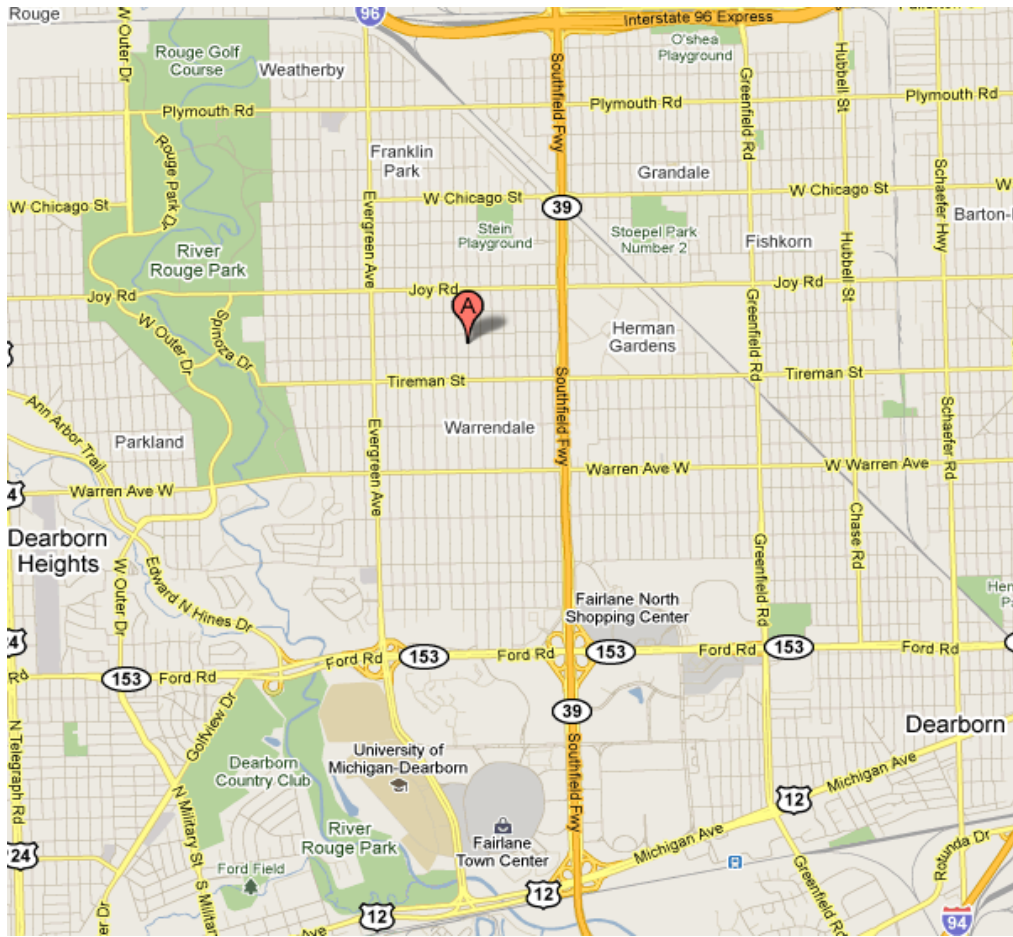 Rouge
96
Interstate 96 Express
W Outer Dr
Rouge Golf
Course
Weatherby
O'shea
Playground
Hubbell St
Southfield Fwy
Greenfield Rd
Plymouth Rd
Plymouth Rd
Plymouth Rd
Rouge Park Dr
Franklin
Park
Grandale
Schaefer Hwy
W Chicago St
W Chicago St
W Chicago St
39
Evergreen Ave
Stein
Playground
Stoepel Park
Number 2
Fishkorn
Hubbell St
River
Rouge Park
Joy Rd
Joy Rd
Joy Rd
A
W Outer Dr
Spinoza Dr
Herman
Gardens
Greenfield Rd
Tireman St
Tireman St
Southfield Fwy
Ann Arbor Trail
Parkland
Evergreen Ave
Warrendale
Schaefer Rd
Warren Ave W
Warren Ave W
W Warren Ave
Dearborn
Heights
Chase Rd
W Outer Dr
Edward N Hines Dr
Greenfield Rd
Fairlane North
Shopping Center
153
Ford Rd
Ford Rd
153
Ford Rd
153
Ford Rd
153
Ford Rd
Rd
N Telegraph Rd
Golfview Dr
39
Dearborn
University of
Michigan-Dearborn
Dearborn
Country Club
Southfield Fwy
Michigan Ave
12
N Military St
River
Rouge Park
Fairlane
Town Center
Michigan Ave
24
Ford Field
S Military
12
12
Ave
Greenfield Rd
Rotunda Dr
94